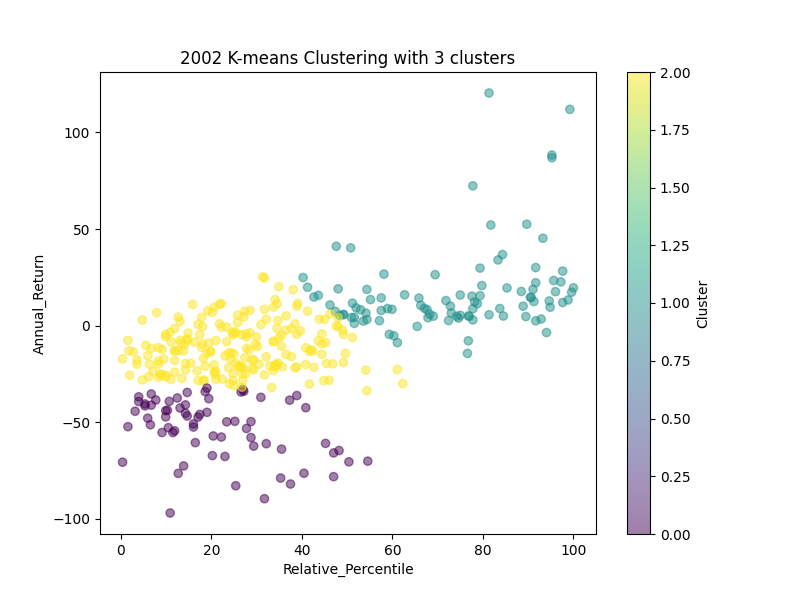 2002 K-means Clustering with 3 clusters
Annual_Return
100
50
0
−50
−100
0 20 40 60 80 100
Relative_Percentile
2.00
1.75
1.50
1.25
1.00
0.75
0.50
0.25
0.00
Cluster